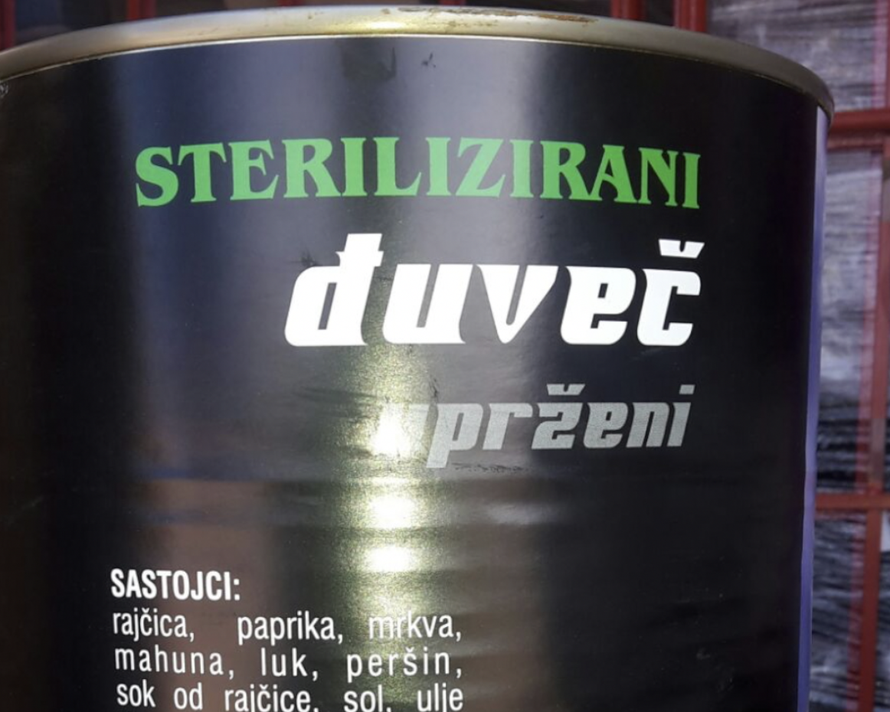 STERILIZIRANI
đuveč
uprženi
SASTOJCI:
rajčica, paprika, mrkva,
mahuna, luk, peršin,
sok od rajčice, sol, ulje